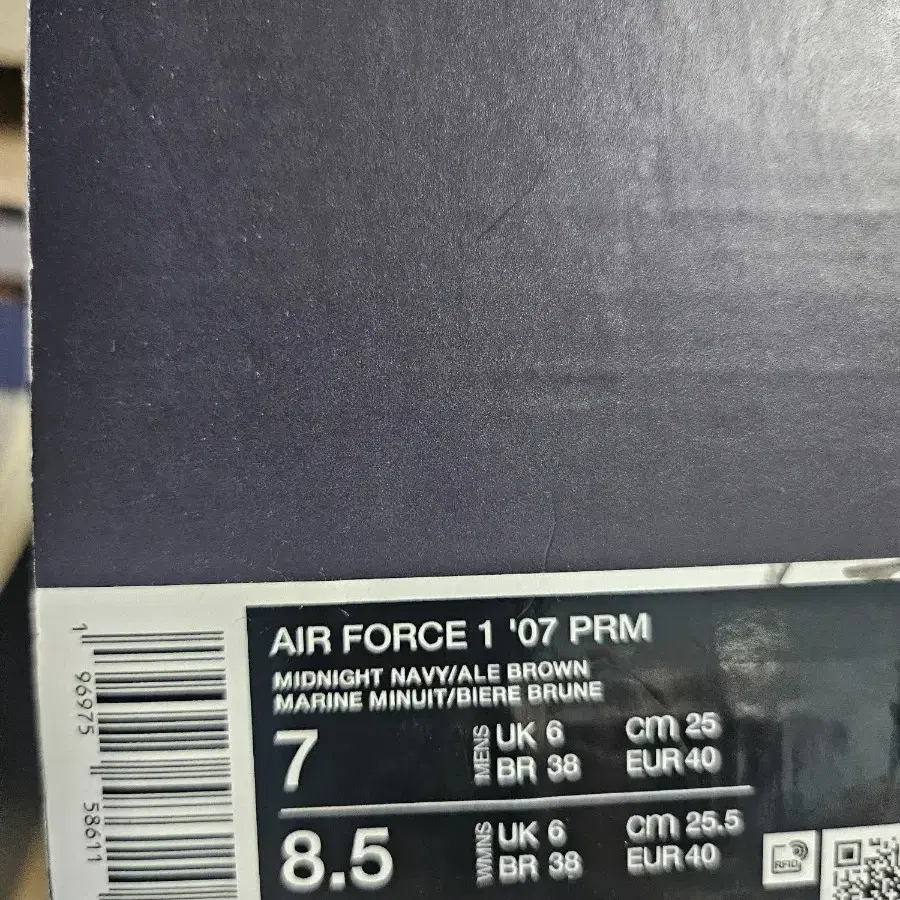 AIR FORCE 1 '07 PRM
MIDNIGHT NAVY/ALE BROWN
MARINE MINUIT/BIERE BRUNE
7 MENS UK 6 cm 25
BR 38 EUR 40
8.5 WMNS UK 6 cm 25.5
BR 38 EUR 40
RFID
1 96975 58611